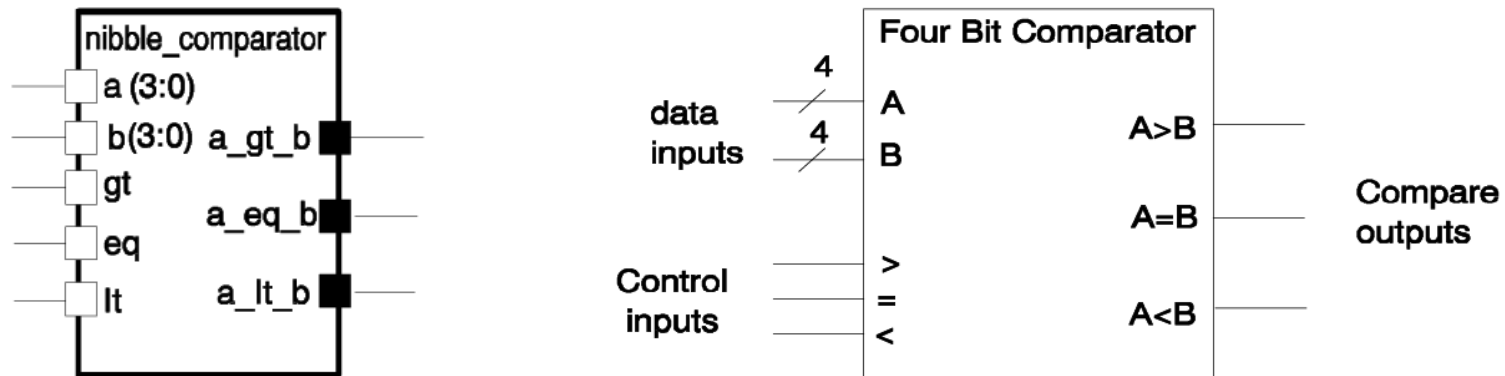 nibble_comparator
a (3:0)
b(3:0)
gt
eq
lt
a_gt_b
a_eq_b
a_lt_b
Four Bit Comparator
data
inputs
4
A
4
B
Control
inputs
>
=
<
A>B
A=B
A<B
Compare
outputs